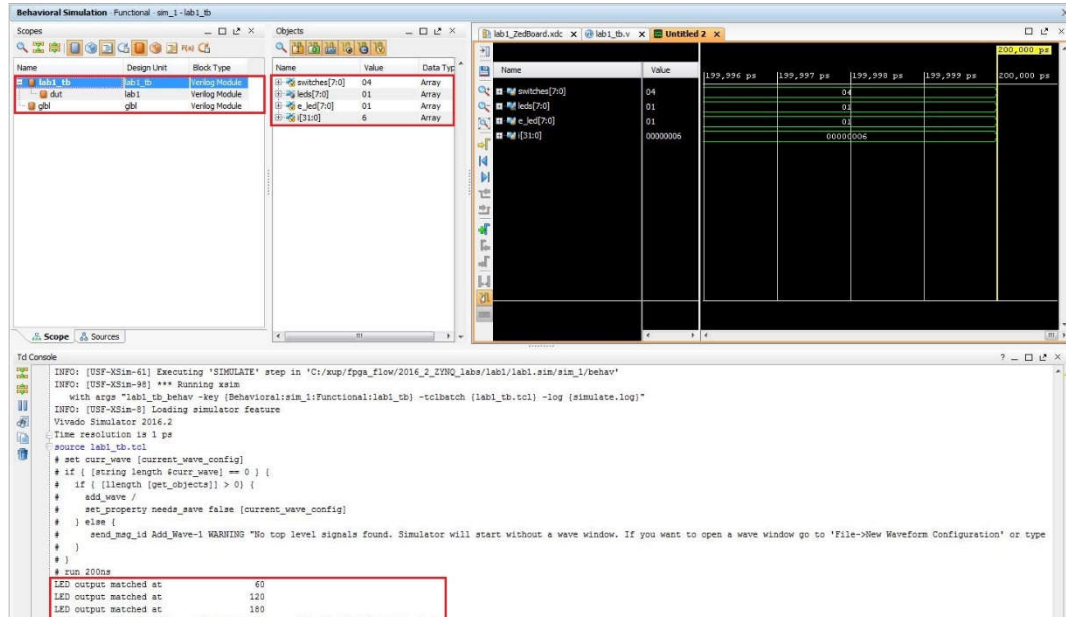 Behavioral Simulation - Functional - sim_1 - lab1_tb
Scopes
Name Design Unit Block Type
lab1_tb lab1_tb Verilog Module
dut lab1 Verilog Module
glbl glbl Verilog Module
Scope Sources
Objects
Name Value Data Typ
switches[7:0] 04 Array
leds[7:0] 01 Array
e_led[7:0] 01 Array
i[31:0] 6 Array
lab1_ZedBoard.xdc lab1_tb.v Untitled 2
200,000 ps
Name Value
199,996 ps 199,997 ps 199,998 ps 199,999 ps 200,000 ps
switches[7:0] 04 04
leds[7:0] 01 01
e_led[7:0] 01 01
i[31:0] 00000006 00000006
Tcl Console
INFO: [USF-XSim-61] Executing 'SIMULATE' step in 'C:/xup/fpga_flow/2016_2_ZYNQ_labs/lab1/lab1.sim/sim_1/behav'
INFO: [USF-XSim-98] *** Running xsim
with args "lab1_tb_behav -key {Behavioral:sim_1:Functional:lab1_tb} -tclbatch {lab1_tb.tcl} -log {simulate.log}"
INFO: [USF-XSim-8] Loading simulator feature
Vivado Simulator 2016.2
Time resolution is 1 ps
source lab1_tb.tcl
# set curr_wave [current_wave_config]
# if { [string length $curr_wave] == 0 } {
# if { [llength [get_objects]] > 0} {
# add_wave /
# set_property needs_save false [current_wave_config]
# } else {
# send_msg_id Add_Wave-1 WARNING "No top level signals found. Simulator will start without a wave window. If you want to open a wave window go to 'File->New Waveform Configuration' or type
# }
# }
# run 200ns
LED output matched at 60
LED output matched at 120
LED output matched at 180